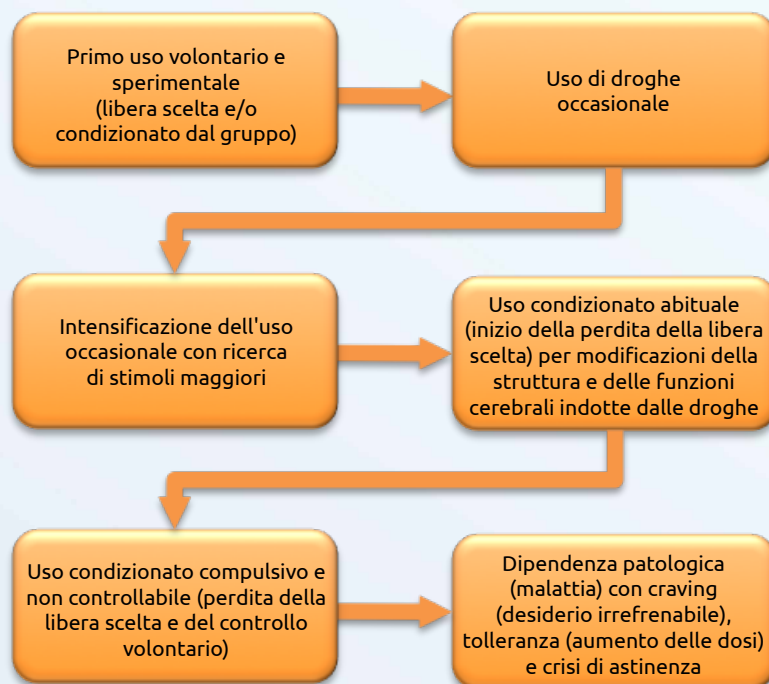 Primo uso volontario e
sperimentale
(libera scelta e/o
condizionato dal gruppo)
Uso di droghe
occasionale
Intensificazione dell'uso
occasionale con ricerca
di stimoli maggiori
Uso condizionato abituale
(inizio della perdita della libera
scelta) per modificazioni della
struttura e delle funzioni
cerebrali indotte dalle droghe
Uso condizionato compulsivo e
non controllabile (perdita della
libera scelta e del controllo
volontario)
Dipendenza patologica
(malattia) con craving
(desiderio irrefrenabile),
tolleranza (aumento delle dosi)
e crisi di astinenza